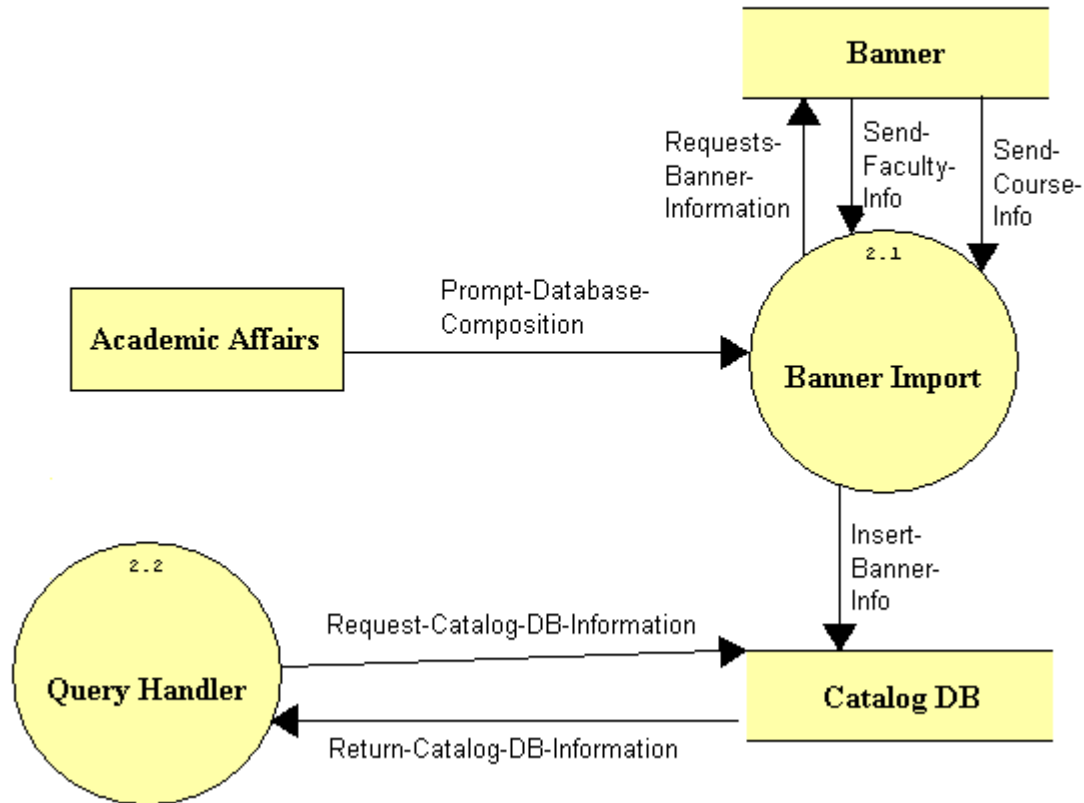 Banner
Requests-
Banner-
Information
Send-
Faculty-
Info
Send-
Course-
Info
2.1
Banner Import
Prompt-Database-
Composition
Academic Affairs
Insert-
Banner-
Info
2.2
Query Handler
Request-Catalog-DB-Information
Catalog DB
Return-Catalog-DB-Information